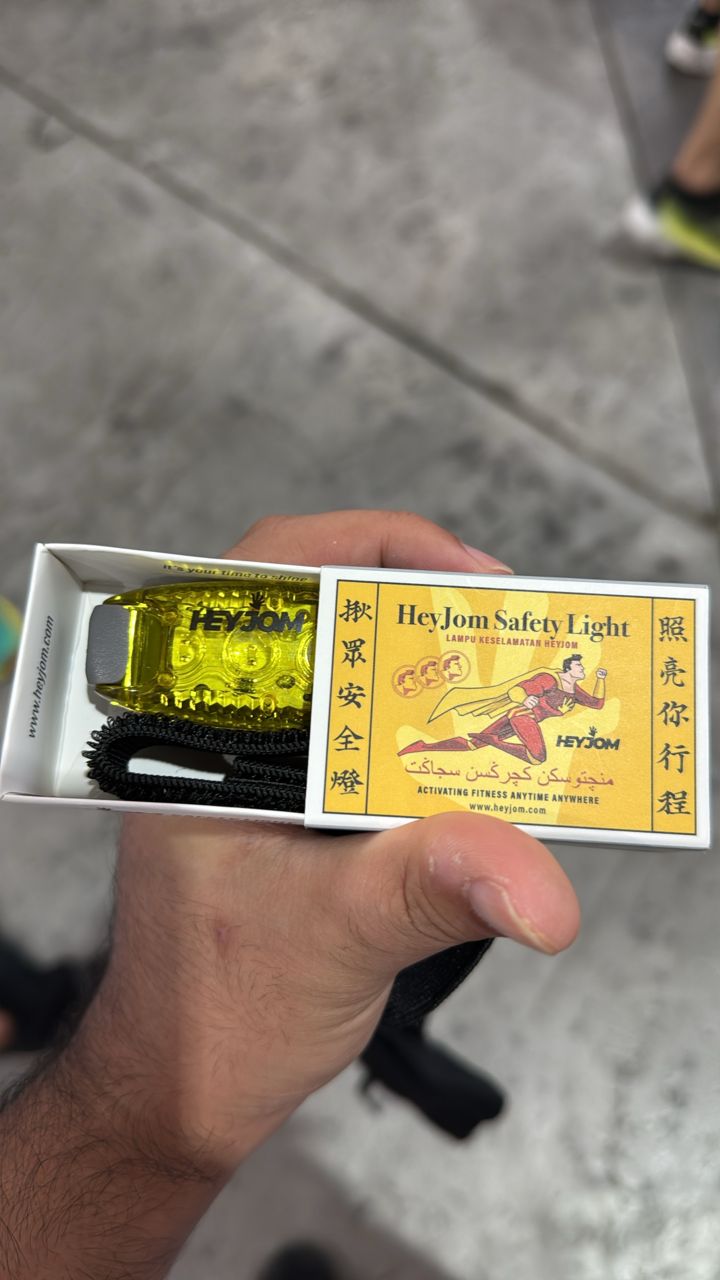 www.heyjom.com
it's your time to shine
HEYJOM
揪眾安全燈
HeyJom Safety Light
LAMPU KESELAMATAN HEYJOM
HEYJOM
منچتوسکن کچرݢسن سجاݢت
ACTIVATING FITNESS ANYTIME ANYWHERE
www.heyjom.com
照亮你行程